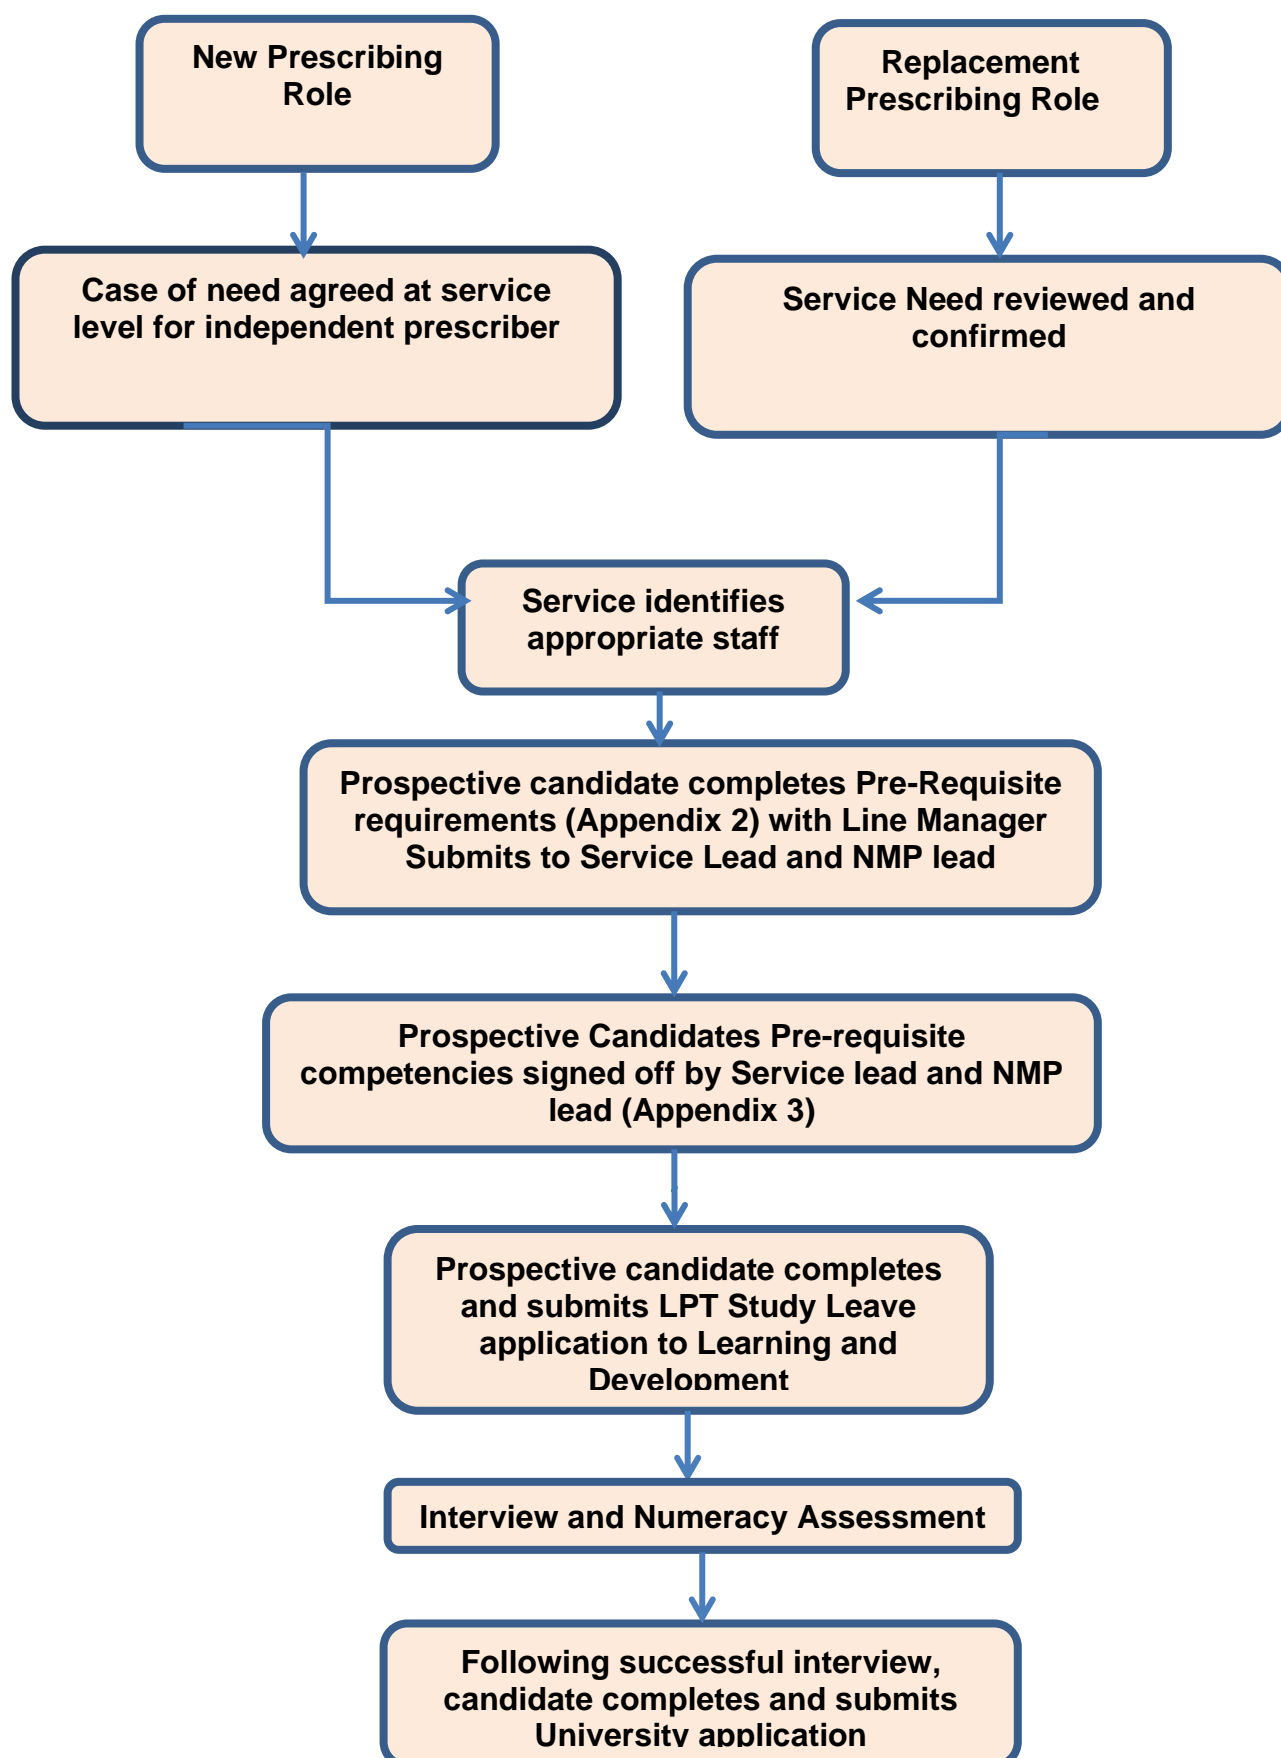 New Prescribing
Role
Replacement
Prescribing Role
Case of need agreed at service
level for independent prescriber
Service Need reviewed and
confirmed
Service identifies
appropriate staff
Prospective candidate completes Pre-Requisite
requirements (Appendix 2) with Line Manager
Submits to Service Lead and NMP lead
Prospective Candidates Pre-requisite
competencies signed off by Service lead and NMP
lead (Appendix 3)
Prospective candidate completes
and submits LPT Study Leave
application to Learning and
Development
Interview and Numeracy Assessment
Following successful interview,
candidate completes and submits
University application